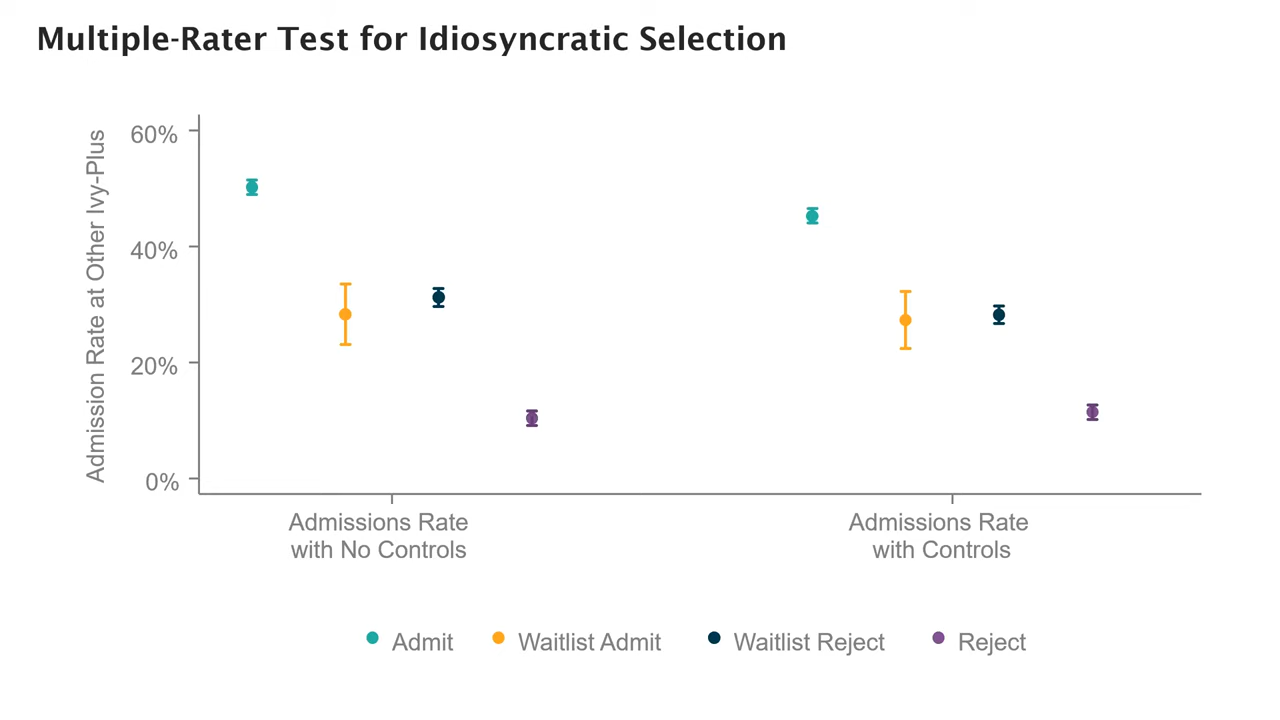 Multiple-Rater Test for Idiosyncratic Selection
Admission Rate at Other Ivy-Plus
60%
40%
20%
0%
Admissions Rate
with No Controls
Admissions Rate
with Controls
Admit
Waitlist Admit
Waitlist Reject
Reject